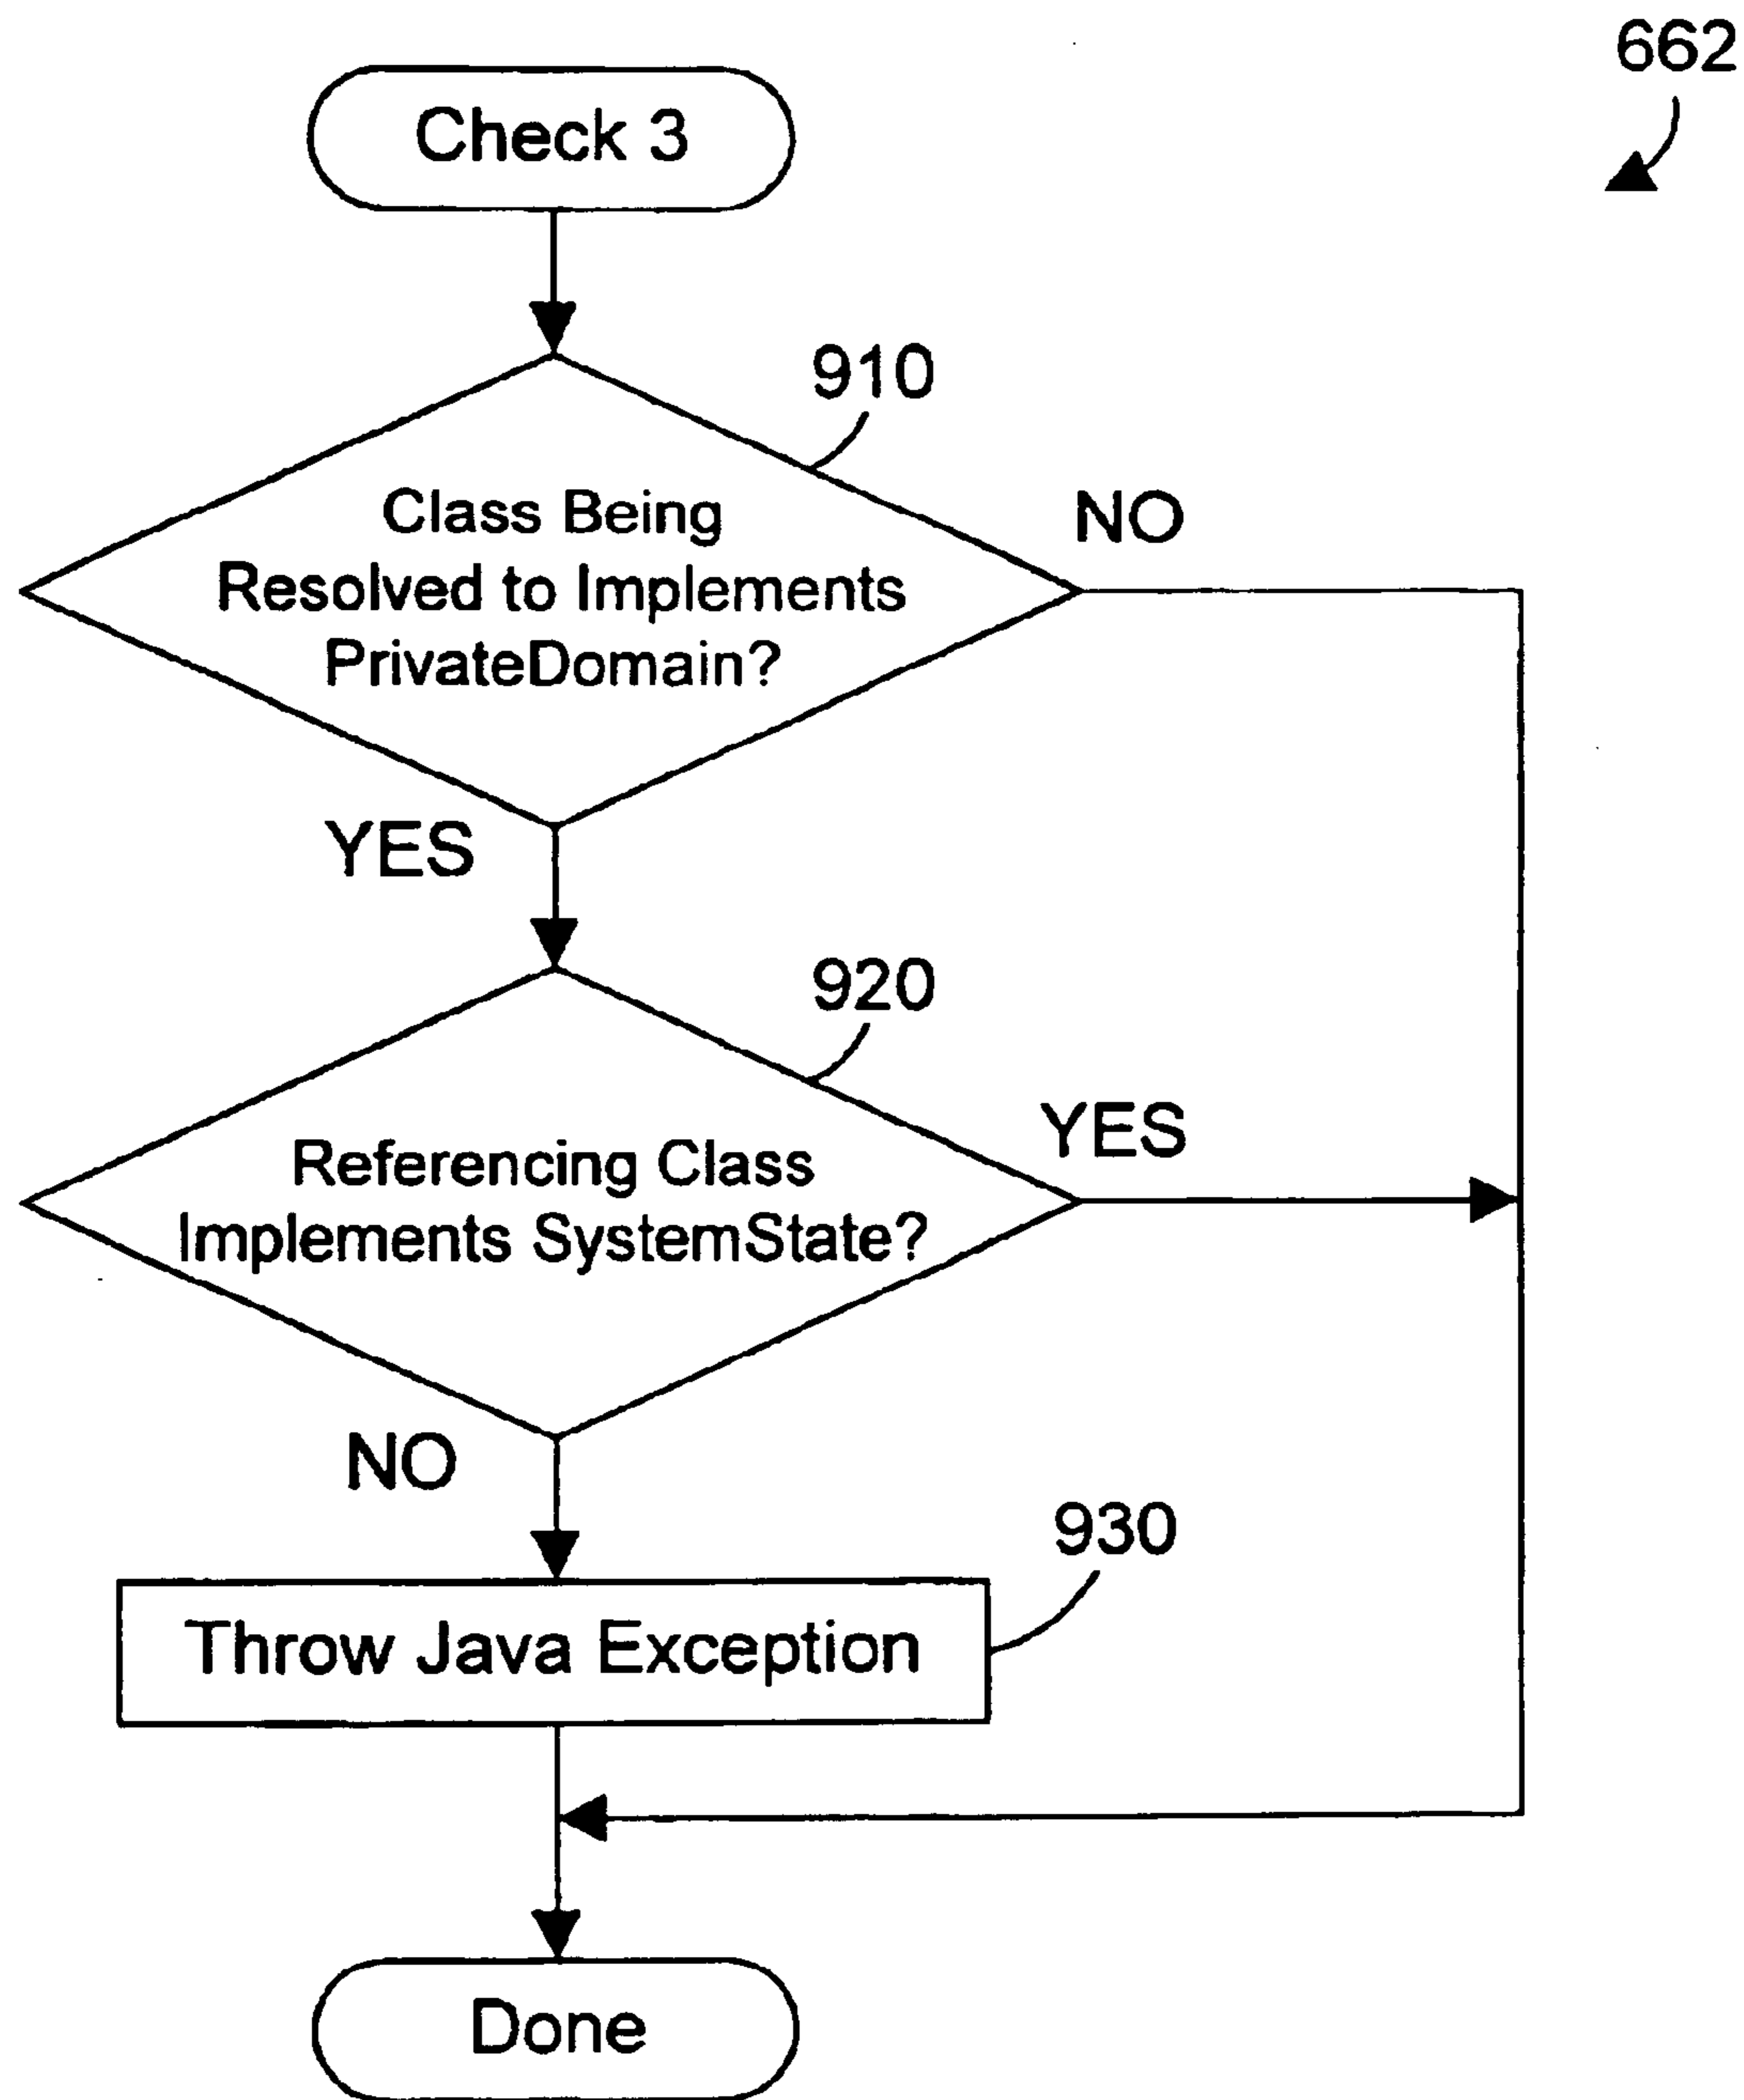 662
Check 3
910
Class Being
Resolved to Implements
PrivateDomain?
NO
YES
920
Referencing Class
Implements SystemState?
YES
NO
930
Throw Java Exception
Done